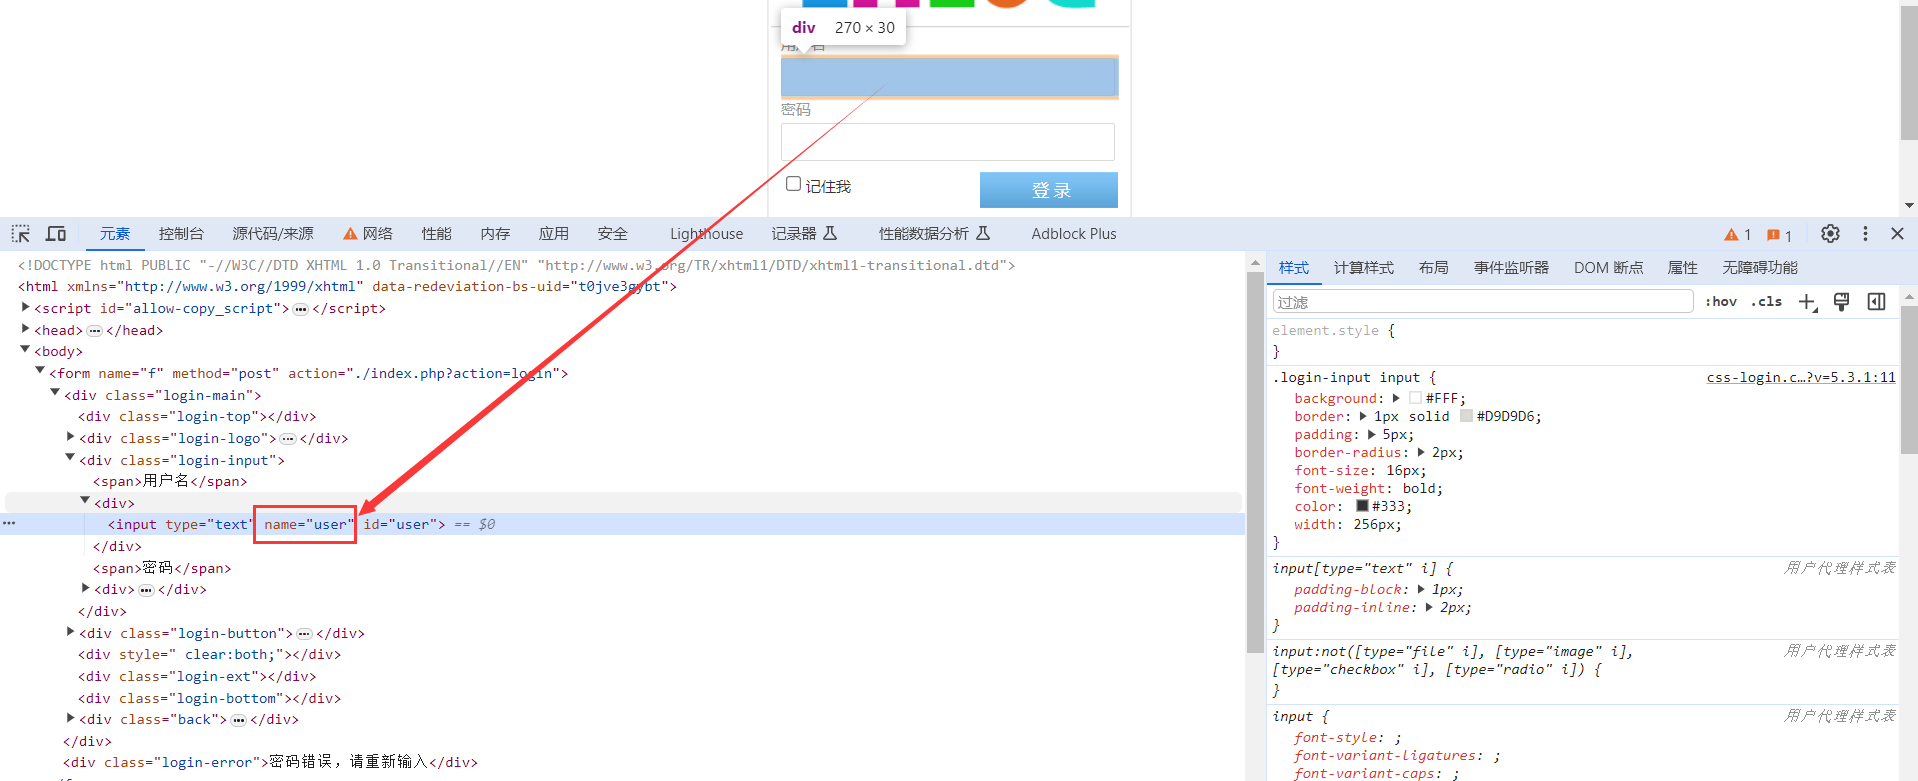 div 270 × 30
用户名
密码
记住我
登 录
元素 控制台 源代码/来源 网络 性能 内存 应用 安全 Lighthouse 记录器 性能数据分析 Adblock Plus 1 1
<!DOCTYPE html PUBLIC "-//W3C//DTD XHTML 1.0 Transitional//EN" "http://www.w3.org/TR/xhtml1/DTD/xhtml1-transitional.dtd">
<html xmlns="http://www.w3.org/1999/xhtml" data-redeviation-bs-uid="t0jve3gybt">
<script id="allow-copy_script">…</script>
<head>…</head>
<body>
<form name="f" method="post" action="./index.php?action=login">
<div class="login-main">
<div class="login-top"></div>
<div class="login-logo">…</div>
<div class="login-input">
<span>用户名</span>
<div>
<input type="text" name="user" id="user"> == $0
</div>
<span>密码</span>
<div>…</div>
</div>
<div class="login-button">…</div>
<div style=" clear:both;"></div>
<div class="login-ext"></div>
<div class="login-bottom"></div>
<div class="back">…</div>
</div>
<div class="login-error">密码错误，请重新输入</div>
样式 计算样式 布局 事件监听器 DOM 断点 属性 无障碍功能
过滤 :hov .cls
element.style {
}
.login-input input { css-login.c…?v=5.3.1:11
background: #FFF;
border: 1px solid #D9D9D6;
padding: 5px;
border-radius: 2px;
font-size: 16px;
font-weight: bold;
color: #333;
width: 256px;
}
input[type="text" i] { 用户代理样式表
padding-block: 1px;
padding-inline: 2px;
}
input:not([type="file" i], [type="image" i], 用户代理样式表
[type="checkbox" i], [type="radio" i]) {
}
input { 用户代理样式表
font-style: ;
font-variant-ligatures: ;
font-variant-caps: ;